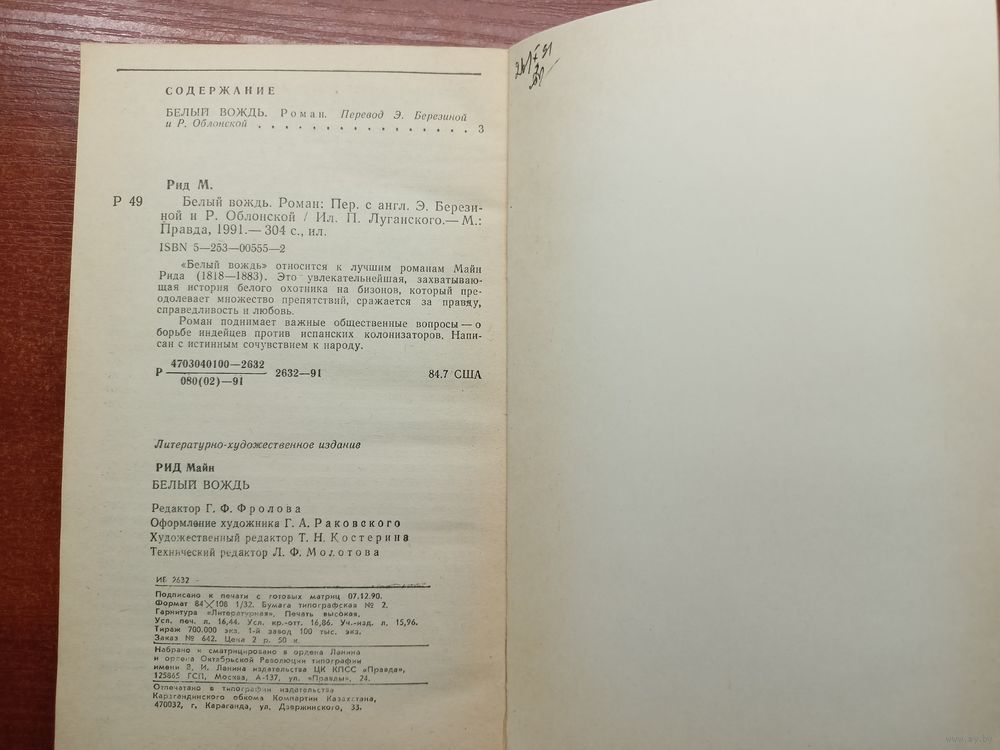 СОДЕРЖАНИЕ
БЕЛЫЙ ВОЖДЬ. Роман. Перевод Э. Березиной
и Р. Облонской . . . . . . . . . . . . . . . . 3
Рид М.
Р 49 Белый вождь. Роман: Пер. с англ. Э. Берези-
ной и Р. Облонской / Ил. П. Луганского.— М.:
Правда, 1991.— 304 с., ил.
ISBN 5—253—00555—2
«Белый вождь» относится к лучшим романам Майн
Рида (1818—1883). Это увлекательнейшая, захватываю-
щая история белого охотника на бизонов, который пре-
одолевает множество препятствий, сражается за правду,
справедливость и любовь.
Роман поднимает важные общественные вопросы — о
борьбе индейцев против испанских колонизаторов. Напи-
сан с истинным сочувствием к народу.
Р 4703040100—2632
080(02)—91
2632—91 84.7 США
Литературно-художественное издание
РИД Майн
БЕЛЫЙ ВОЖДЬ
Редактор Г. Ф. Фролова
Оформление художника Г. А. Раковского
Художественный редактор Т. Н. Костерина
Технический редактор Л. Ф. Молотова
ИБ 2632
Подписано к печати с готовых матриц 07.12.90.
Формат 84×108 1/32. Бумага типографская № 2.
Гарнитура «Литературная». Печать высокая.
Усл. печ. л. 16,44. Усл. кр.-отт. 16,86. Уч.-изд. л. 15,96.
Тираж 700.000 экз. 1-й завод 100 тыс. экз.
Заказ № 642. Цена 2 р. 50 к.
Набрано и сматрицировано в ордена Ленина
и ордена Октябрьской Революции типографии
имени В. И. Ленина издательства ЦК КПСС «Правда»,
125865 ГСП, Москва, А-137, ул. «Правды», 24.
Отпечатано в типографии издательства
Карагандинского обкома Компартии Казахстана,
470032, г. Караганда, ул. Дзержинского, 33.
www.ay.by